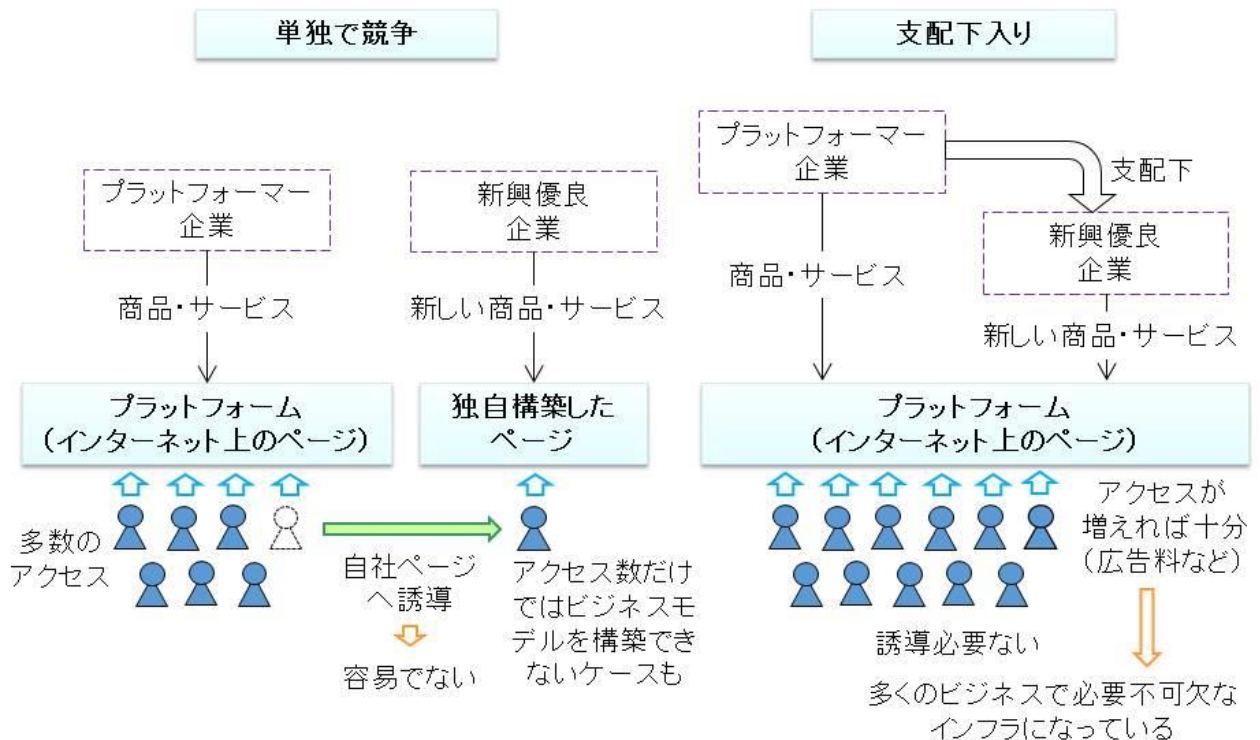 単独で競争
プラットフォーマー
企業
新興優良
企業
商品・サービス
新しい商品・サービス
プラットフォーム
（インターネット上のページ）
独自構築した
ページ
多数の
アクセス
自社ページ
へ誘導
容易でない
アクセス数だけ
ではビジネスモ
デルを構築でき
ないケースも
支配下入り
プラットフォーマー
企業
支配下
新興優良
企業
商品・サービス
新しい商品・サービス
プラットフォーム
（インターネット上のページ）
アクセスが
増えれば十分
（広告料など）
誘導必要ない
多くのビジネスで必要不可欠な
インフラになっている